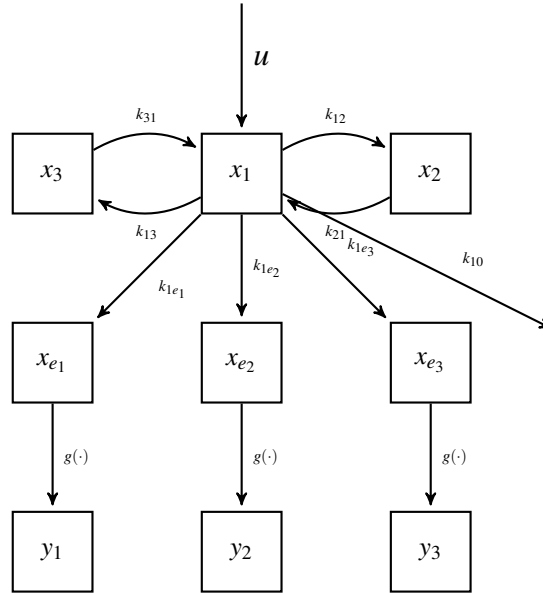 u
k₃₁ k₁₂
x₃ x₁ x₂
k₁₃ k₂₁
k₁ₑ₃
k₁₀
k₁ₑ₂
k₁ₑ₁
xₑ₁ xₑ₂ xₑ₃
g(·) g(·) g(·)
y₁ y₂ y₃